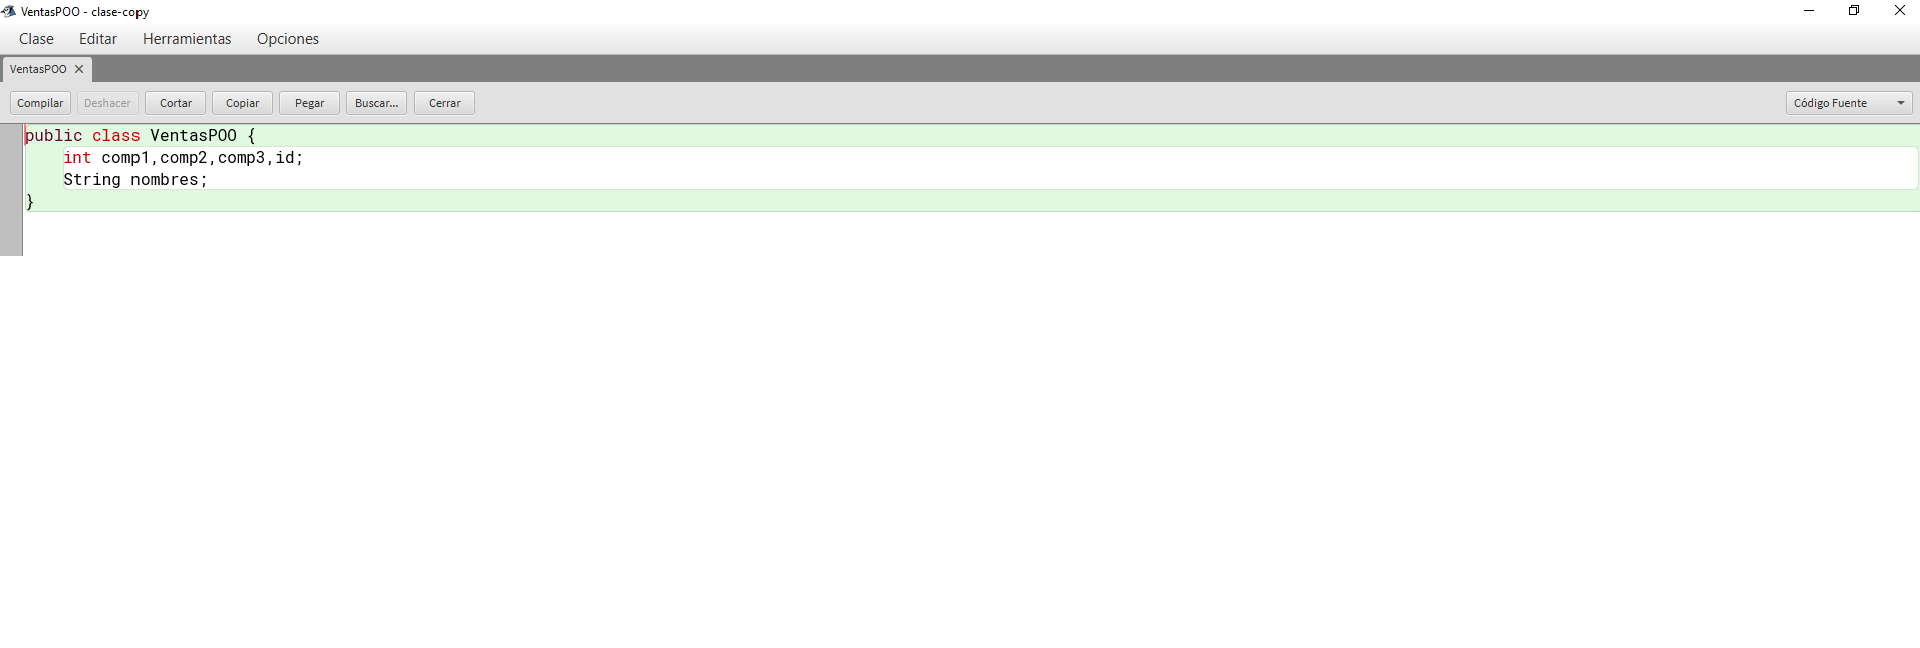 VentasPOO - clase-copy
Clase Editar Herramientas Opciones
VentasPOO
Compilar Deshacer Cortar Copiar Pegar Buscar... Cerrar Código Fuente
public class VentasPOO {
    int comp1,comp2,comp3,id;
    String nombres;
}